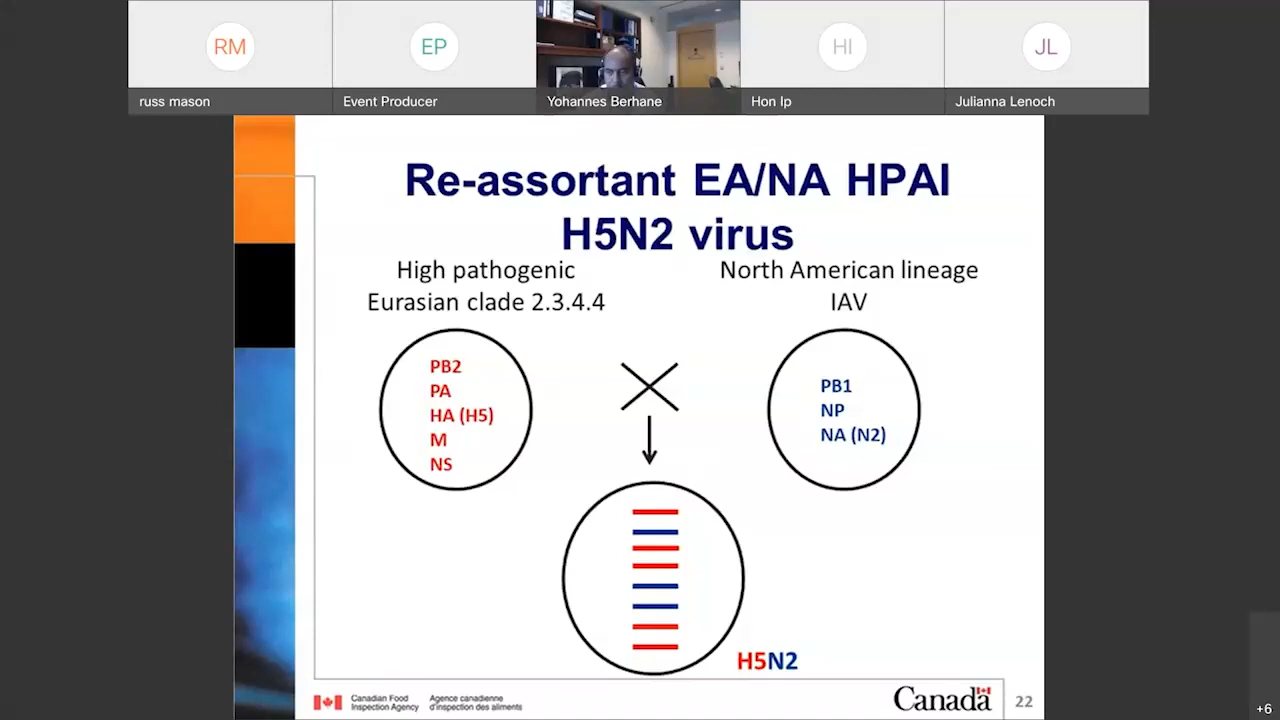 RM
EP
HI
JL
russ mason
Event Producer
Yohannes Berhane
Hon Ip
Julianna Lenoch
Re-assortant EA/NA HPAI
H5N2 virus
High pathogenic
Eurasian clade 2.3.4.4
North American lineage
IAV
PB2
PA
HA (H5)
M
NS
PB1
NP
NA (N2)
H5N2
Canadian Food
Inspection Agency
Agence canadienne
d'inspection des aliments
Canada
22
+6